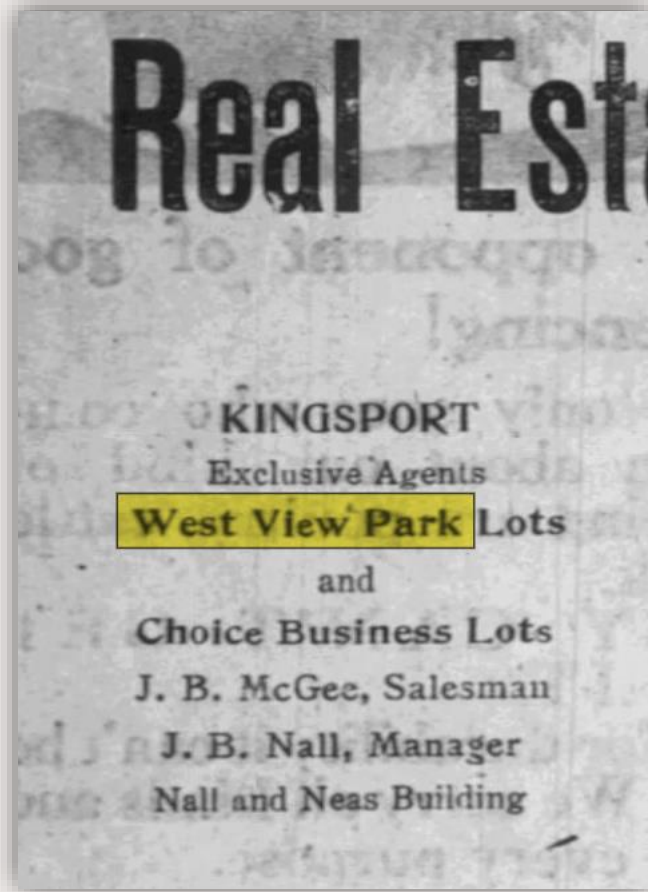 Real Est
KINGSPORT
Exclusive Agents
West View Park Lots
and
Choice Business Lots
J. B. McGee, Salesman
J. B. Nall, Manager
Nall and Neas Building